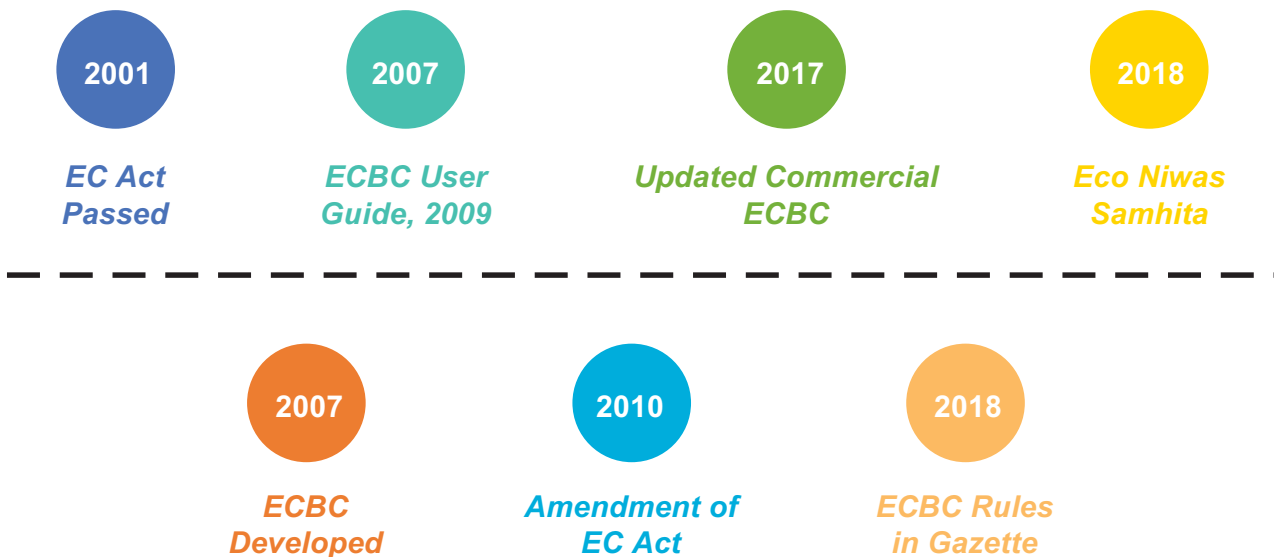 2001
EC Act
Passed
2007
ECBC User
Guide, 2009
2017
Updated Commercial
ECBC
2018
Eco Niwas
Samhita
2007
ECBC
Developed
2010
Amendment of
EC Act
2018
ECBC Rules
in Gazette